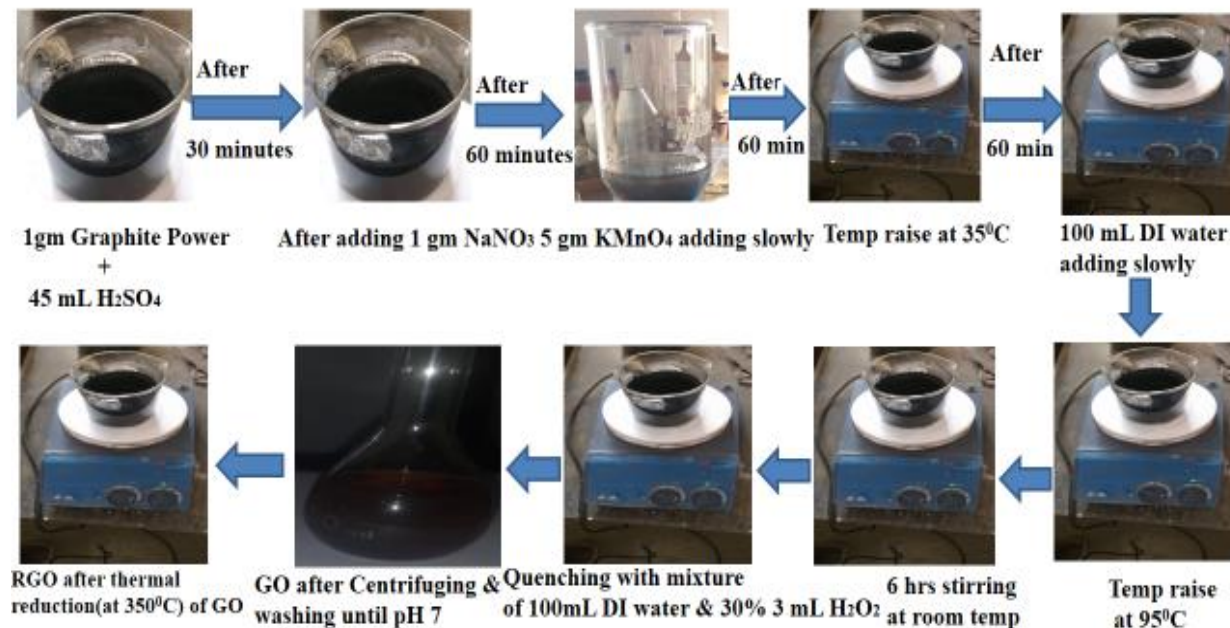 After
30 minutes
After
60 minutes
After
60 min
After
60 min
1gm Graphite Power
+
45 mL H₂SO₄
After adding 1 gm NaNO₃ 5 gm KMnO₄ adding slowly
Temp raise at 35⁰C
100 mL DI water
adding slowly
Temp raise
at 95⁰C
6 hrs stirring
at room temp
Quenching with mixture
of 100mL DI water & 30% 3 mL H₂O₂
GO after Centrifuging &
washing until pH 7
RGO after thermal
reduction(at 350⁰C) of GO